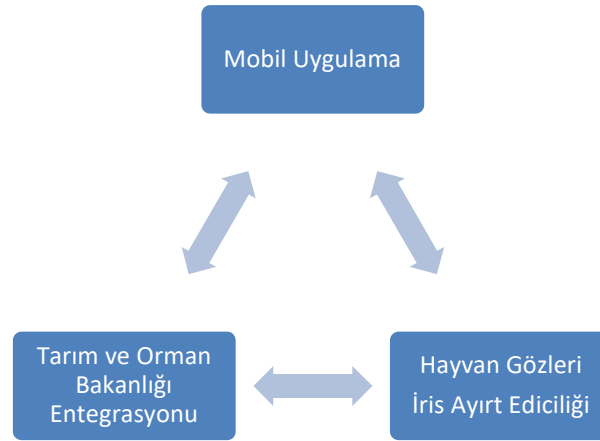 Mobil Uygulama
Tarım ve Orman
Bakanlığı
Entegrasyonu
Hayvan Gözleri
İris Ayırt Ediciliği